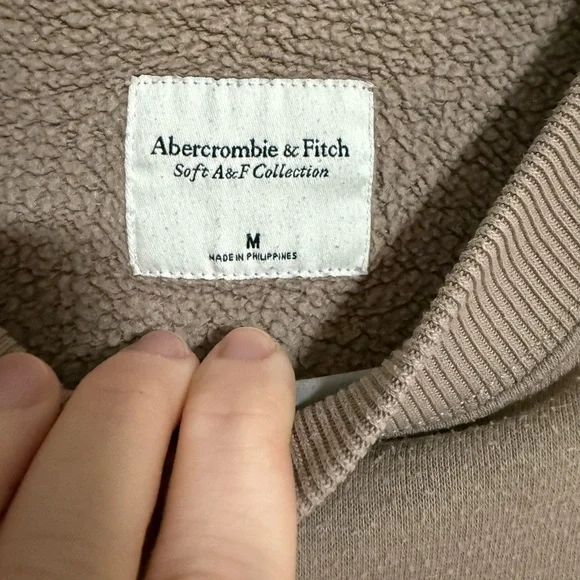 Abercrombie & Fitch
Soft A&F Collection
M
MADE IN PHILIPPINES